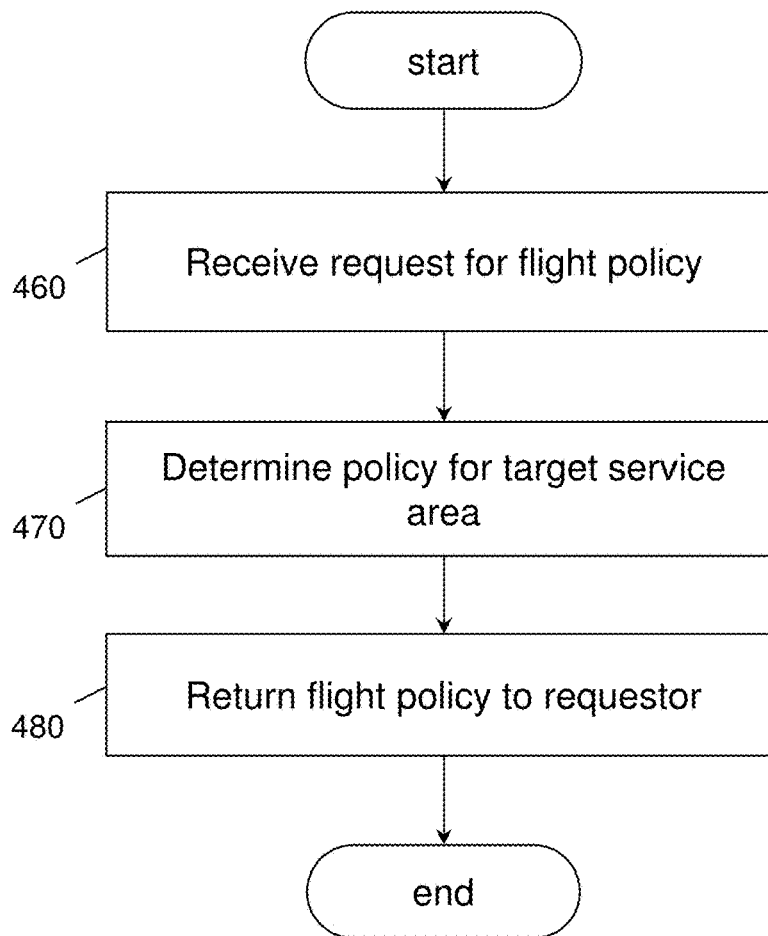 start
Receive request for flight policy
460
Determine policy for target service
area
470
Return flight policy to requestor
480
end